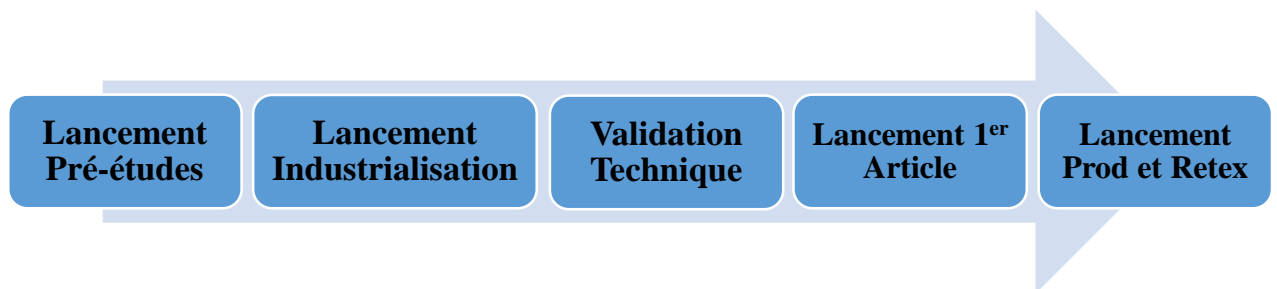 Lancement
Pré-études
Lancement
Industrialisation
Validation
Technique
Lancement 1er
Article
Lancement
Prod et Retex